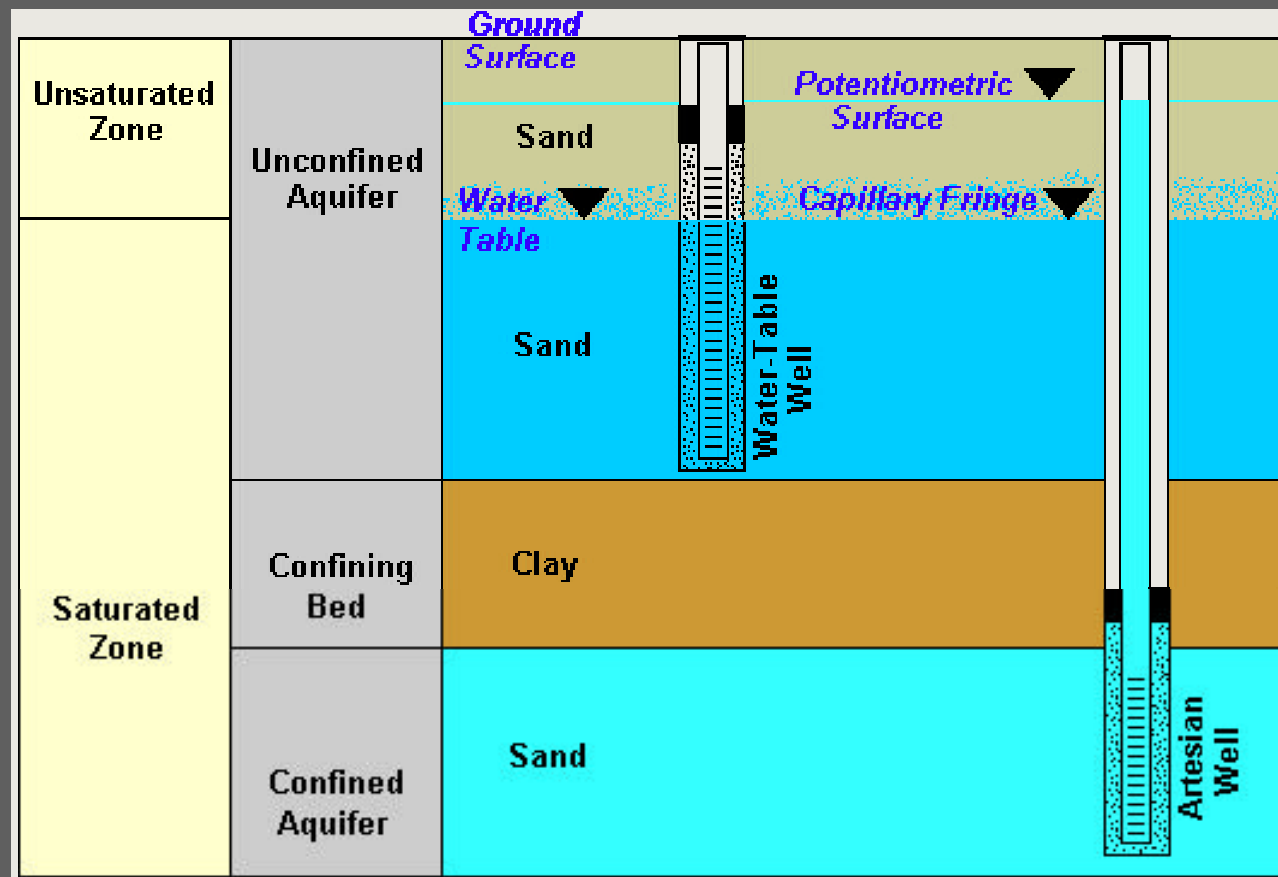 Ground
Surface
Unsaturated
Zone
Unconfined
Aquifer
Sand
Potentiometric
Surface
Water
Table
Capillary Fringe
Sand
Water-Table
Well
Saturated
Zone
Confining
Bed
Clay
Confined
Aquifer
Sand
Artesian
Well